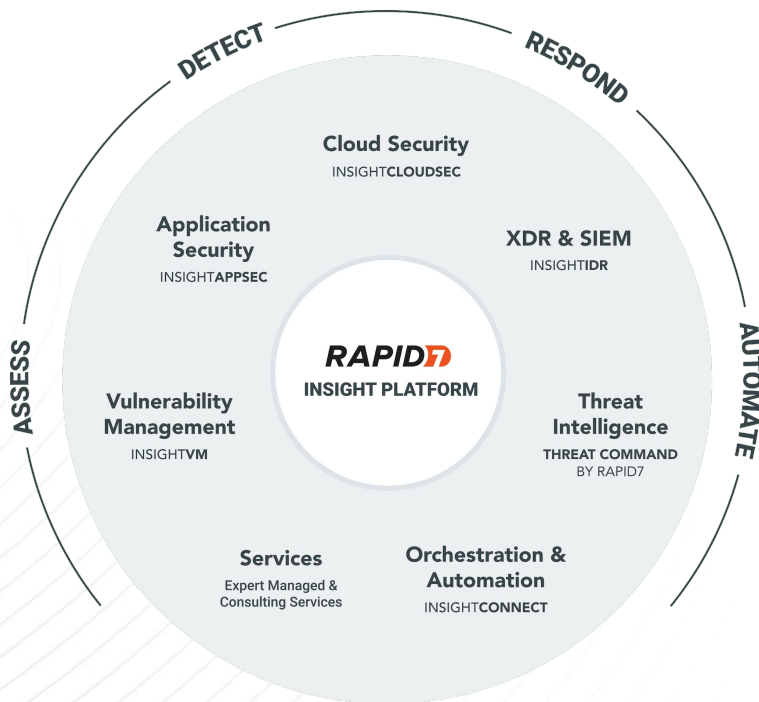 DETECT
RESPOND
ASSESS
AUTOMATE
Cloud Security
INSIGHTCLOUDSEC
Application
Security
INSIGHTAPPSEC
XDR & SIEM
INSIGHTIDR
RAPID7
INSIGHT PLATFORM
Vulnerability
Management
INSIGHTVM
Threat
Intelligence
THREAT COMMAND
BY RAPID7
Services
Expert Managed &
Consulting Services
Orchestration &
Automation
INSIGHTCONNECT